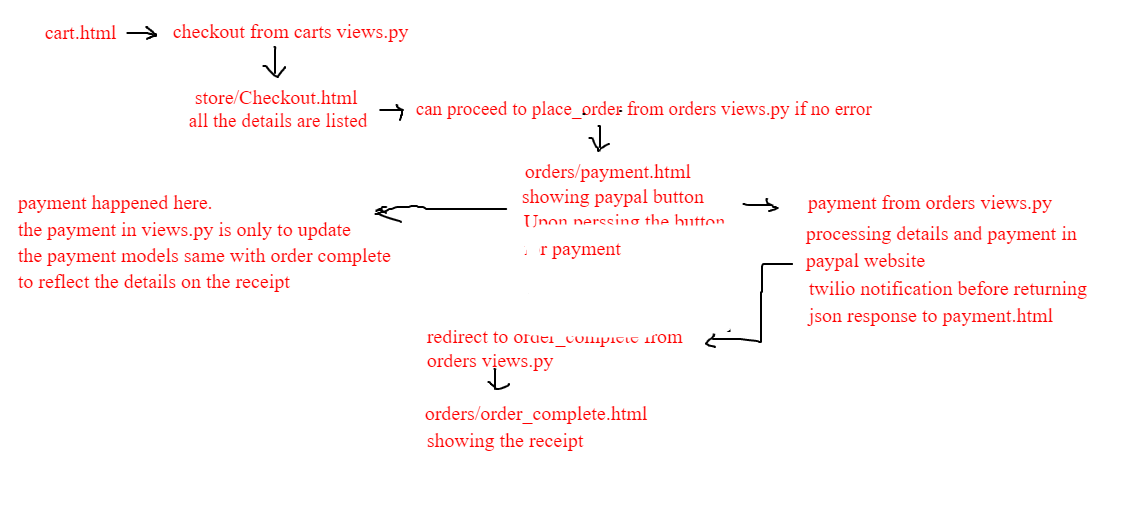 cart.html
checkout from carts views.py
store/Checkout.html
all the details are listed
can proceed to place_order from orders views.py if no error
orders/payment.html
showing paypal button
Upon perssing the button
r payment
payment happened here.
the payment in views.py is only to update
the payment models same with order complete
to reflect the details on the receipt
payment from orders views.py
processing details and payment in
paypal website
twilio notification before returning
json response to payment.html
redirect to order_complete from
orders views.py
orders/order_complete.html
showing the receipt